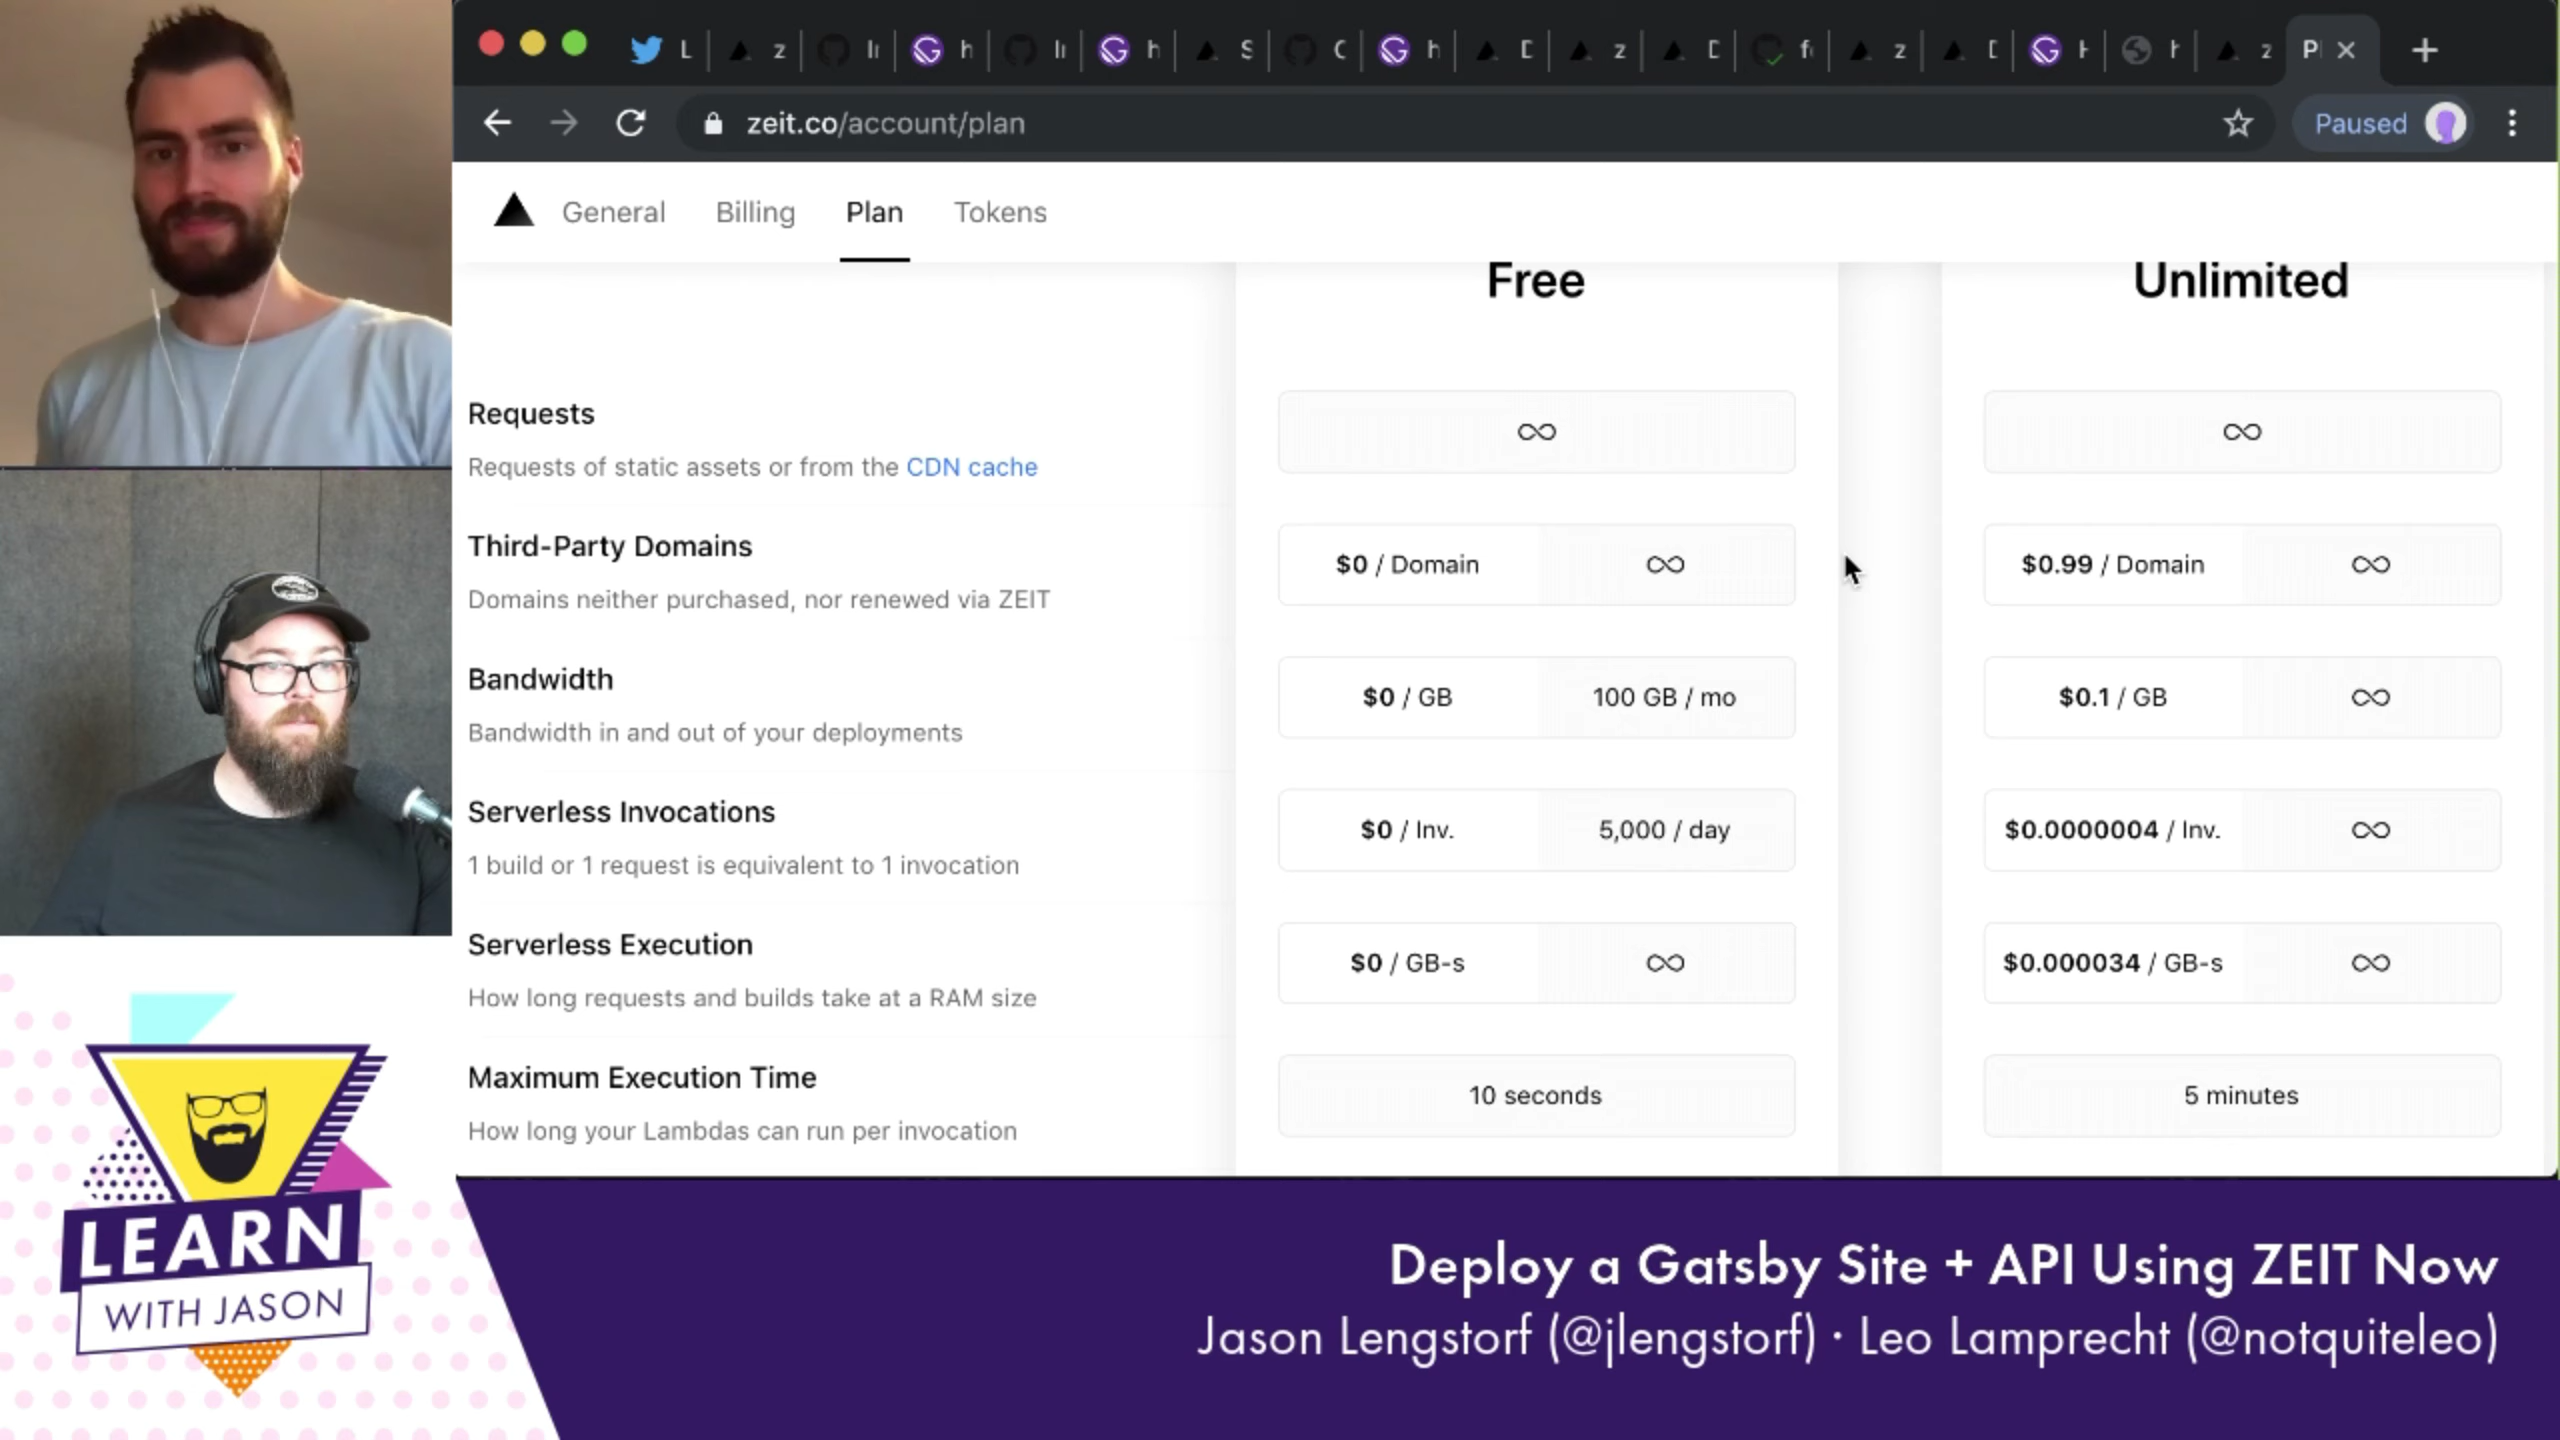 L
z
h
h
S
C
h
z
f
z
z
P
zeit.co/account/plan
Paused
General
Billing
Plan
Tokens
Free
Unlimited
Requests
Requests of static assets or from the CDN cache
∞
∞
Third-Party Domains
Domains neither purchased, nor renewed via ZEIT
$0 / Domain
∞
$0.99 / Domain
∞
Bandwidth
Bandwidth in and out of your deployments
$0 / GB
100 GB / mo
$0.1 / GB
∞
Serverless Invocations
1 build or 1 request is equivalent to 1 invocation
$0 / Inv.
5,000 / day
$0.0000004 / Inv.
∞
Serverless Execution
How long requests and builds take at a RAM size
$0 / GB-s
∞
$0.000034 / GB-s
∞
Maximum Execution Time
How long your Lambdas can run per invocation
10 seconds
5 minutes
LEARN
WITH JASON
Deploy a Gatsby Site + API Using ZEIT Now
Jason Lengstorf (@jlengstorf) · Leo Lamprecht (@notquiteleo)